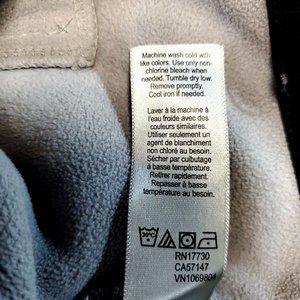 Machine wash cold with
like colors. Use only non-
chlorine bleach when
needed. Tumble dry low.
Remove promptly.
Cool iron if needed.
Laver à la machine à
l'eau froide avec des
couleurs similaires.
Utiliser seulement un
agent de blanchiment
non chloré au besoin.
Sécher par culbutage
à basse température.
Retirer rapidement.
Repasser à basse
température au besoin.
30°C
RN17730
CA57147
VN1069804